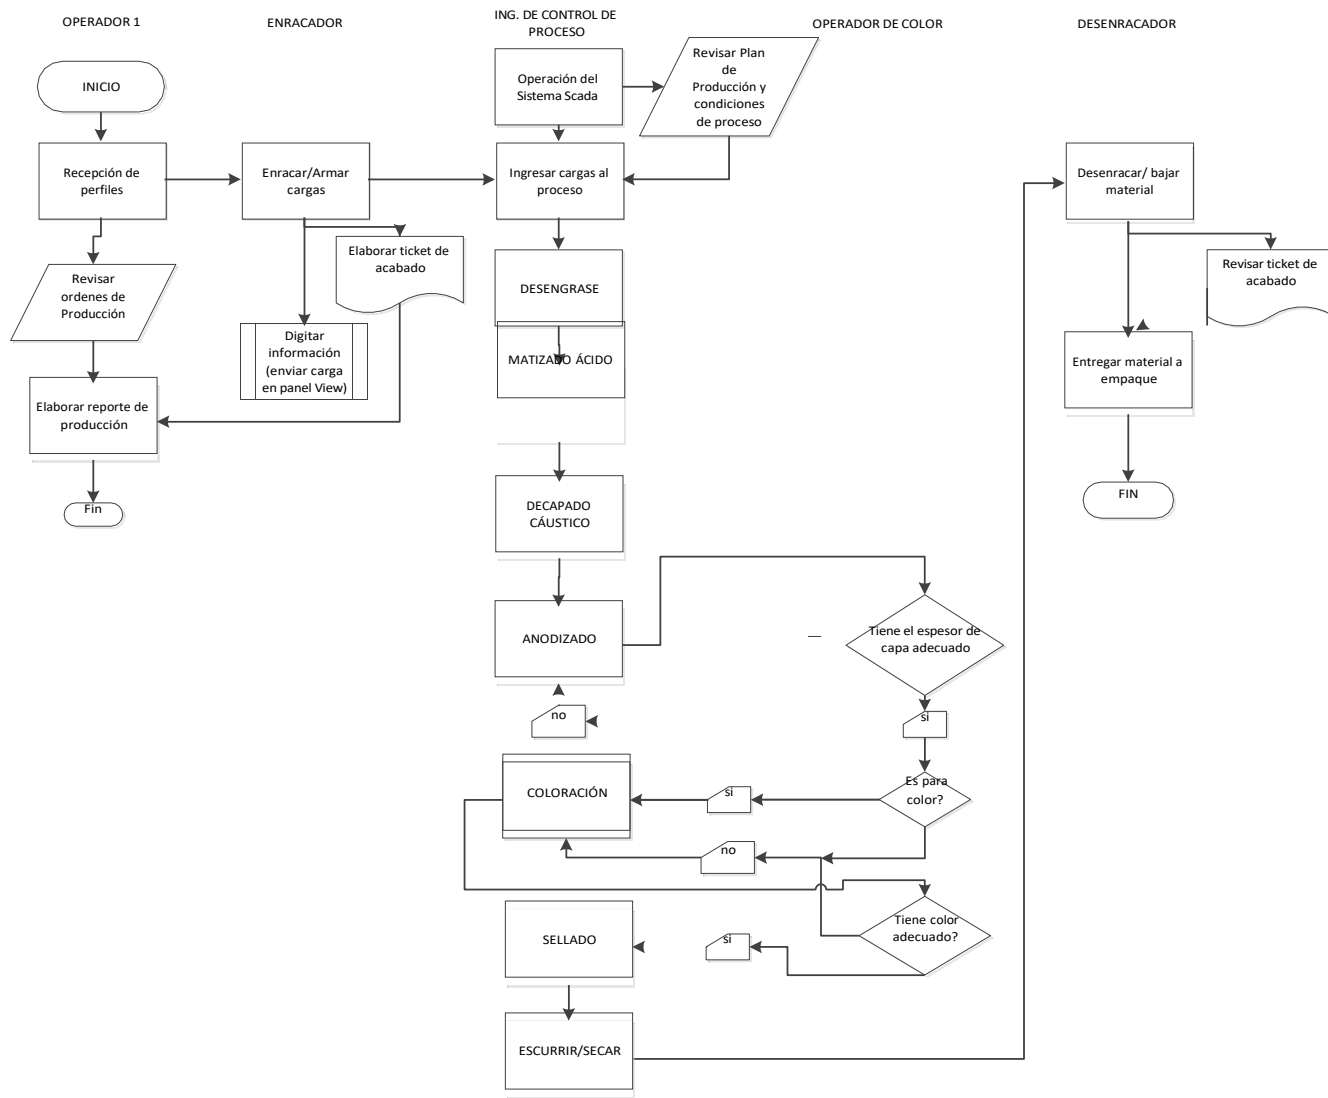 OPERADOR 1
ENRACADOR
ING. DE CONTROL DE
PROCESO
OPERADOR DE COLOR
DESENRACADOR
INICIO
Operación del
Sistema Scada
Revisar Plan
de
Producción y
condiciones
de proceso
Recepción de
perfiles
Enracar/Armar
cargas
Ingresar cargas al
proceso
Desenracar/ bajar
material
Revisar
ordenes de
Producción
Elaborar ticket de
acabado
DESENGRASE
Revisar ticket de
acabado
Digitar
información
(enviar carga
en panel View)
MATIZADO ÁCIDO
Entregar material a
empaque
Elaborar reporte de
producción
Fin
FIN
DECAPADO
CÁUSTICO
ANODIZADO
Tiene el espesor de
capa adecuado
no
si
COLORACIÓN
si
Es para
color?
no
SELLADO
si
Tiene color
adecuado?
ESCURRIR/SECAR